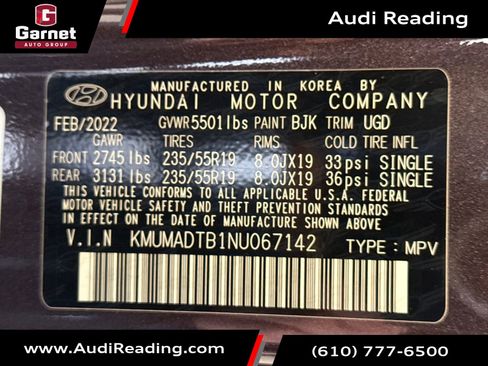 Garnet
AUTO GROUP
Audi Reading
MANUFACTURED IN KOREA BY
HYUNDAI MOTOR COMPANY
FEB/2022 GVWR 5501lbs PAINT BJK TRIM UGD
GAWR TIRES RIMS COLD TIRE INFL
FRONT 2745lbs 235/55R19 8.0JX19 33psi SINGLE
REAR 3131lbs 235/55R19 8.0JX19 36psi SINGLE
THIS VEHICLE CONFORMS TO ALL APPLICABLE U.S.A. FEDERAL
MOTOR VEHICLE SAFETY AND THEFT PREVENTION STANDARDS
IN EFFECT ON THE DATE OF MANUFACTURE SHOWN ABOVE.
V.I.N KMUMADTB1NU067142 TYPE : MPV
www.AudiReading.com
(610) 777-6500